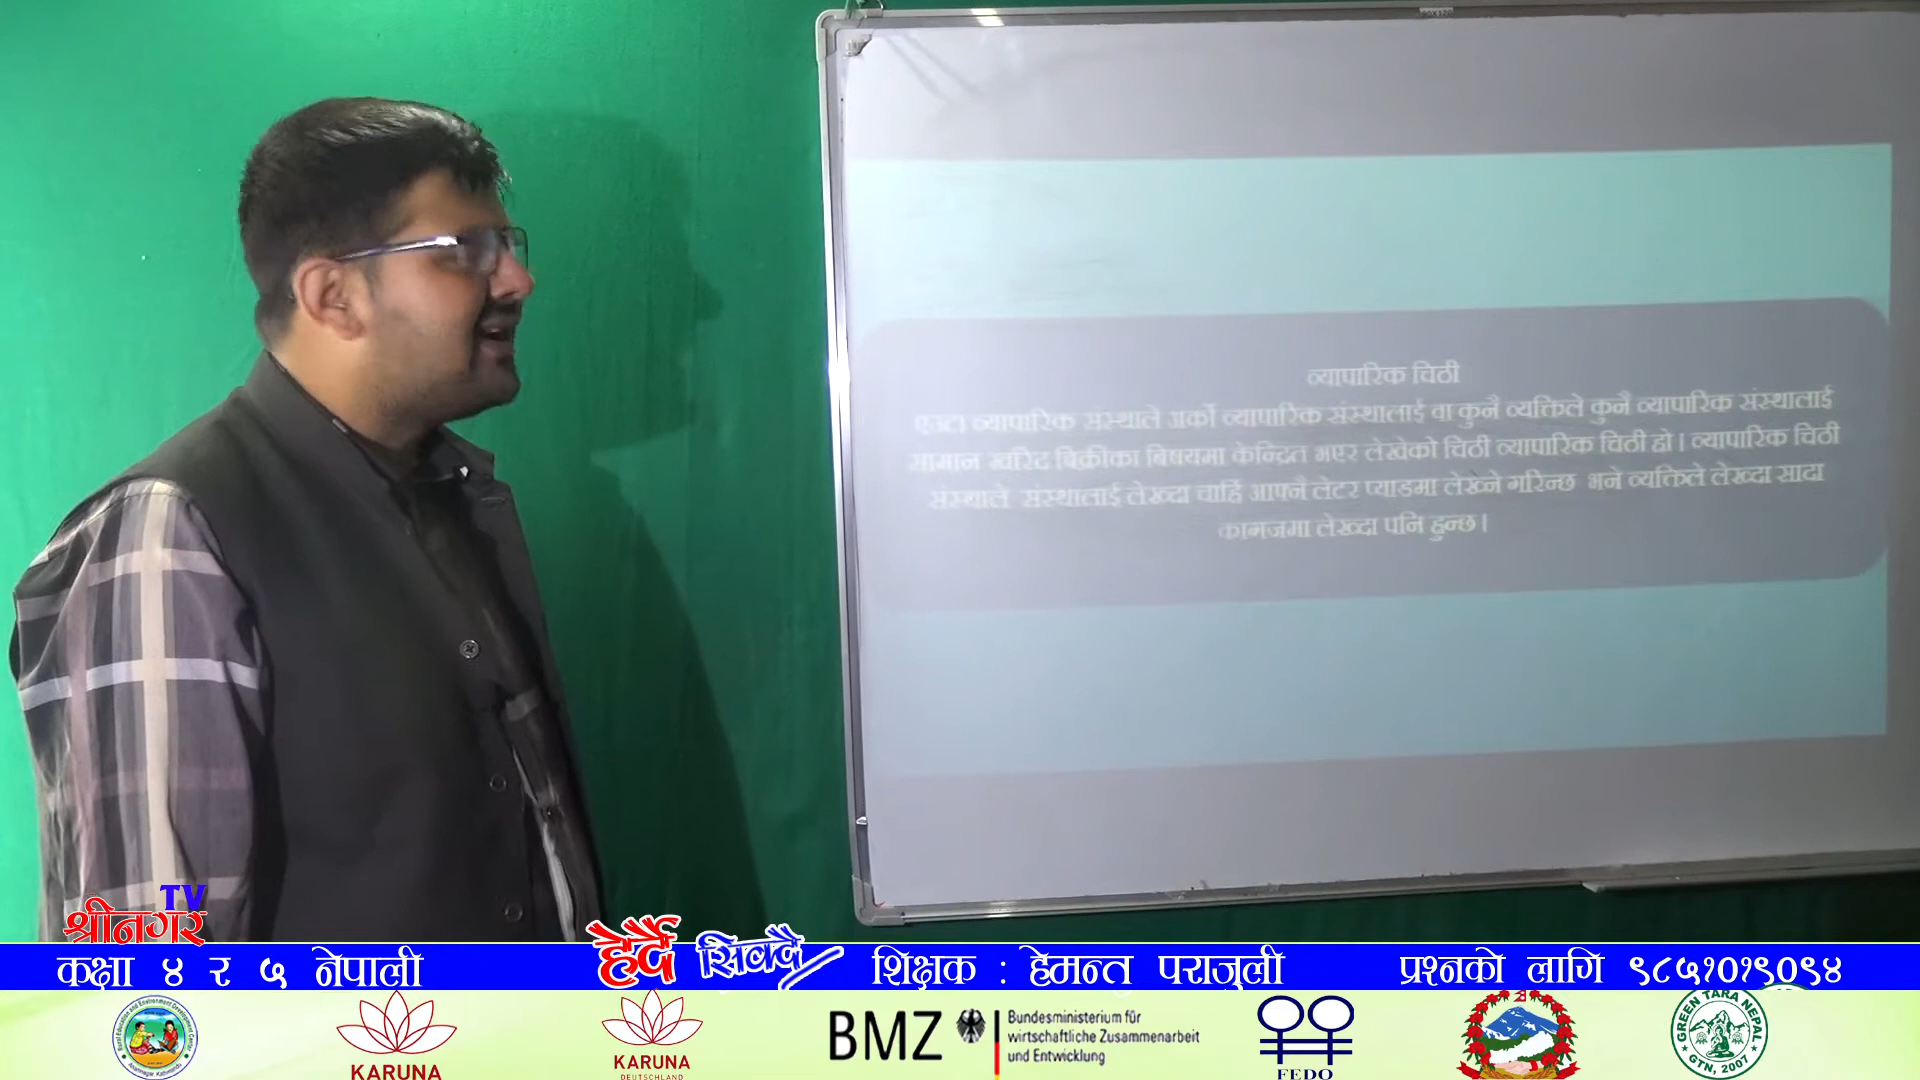 व्यापारिक चिठी
एउटा व्यापारिक संस्थाले अर्को व्यापारिक संस्थालाई वा कुनै व्यक्तिले कुनै व्यापारिक संस्थालाई
सामान खरिद बिक्रीका बिषयमा केन्द्रित भएर लेखेको चिठी व्यापारिक चिठी हो । व्यापारिक चिठी
संस्थाले संस्थालाई लेख्दा चाहिं आफ्नै लेटर प्याडमा लेख्ने गरिन्छ भने व्यक्तिले लेख्दा सादा
कागजमा लेख्दा पनि हुन्छ ।
TV
श्रीनगर
कक्षा ४ र ५ नेपाली
हेर्दै सिक्दै
शिक्षक : हेमन्त पराजुली
प्रश्नको लागि ९८५१०१९०९४
KARUNA
KARUNA
DEUTSCHLAND
BMZ
Bundesministerium für
wirtschaftliche Zusammenarbeit
und Entwicklung
FEDO
GREEN TARA NEPAL
GTN, 2007